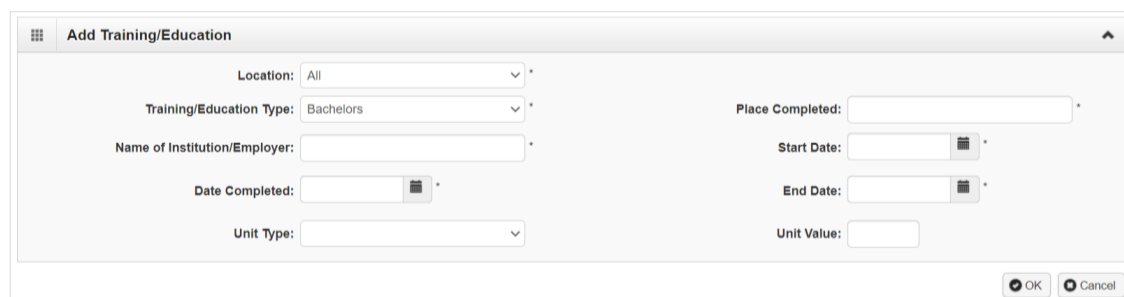 Add Training/Education
Location: All *
Training/Education Type: Bachelors * Place Completed: *
Name of Institution/Employer: * Start Date: *
Date Completed: * End Date: *
Unit Type: Unit Value:
OK Cancel